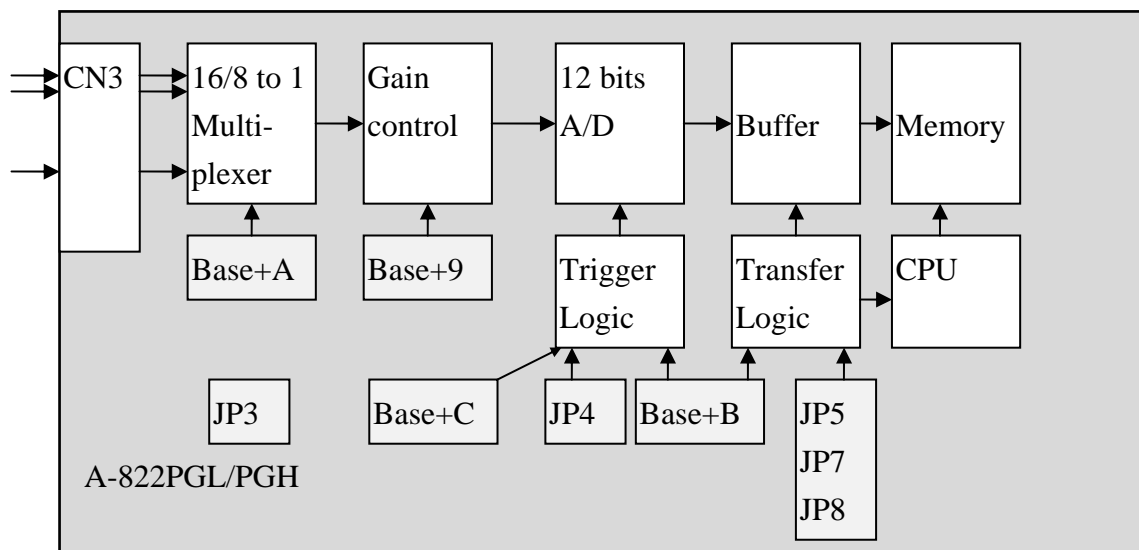 CN3
16/8 to 1
Multi-
plexer
Gain
control
12 bits
A/D
Buffer
Memory
Base+A
Base+9
Trigger
Logic
Transfer
Logic
CPU
JP3
Base+C
JP4
Base+B
JP5
JP7
JP8
A-822PGL/PGH